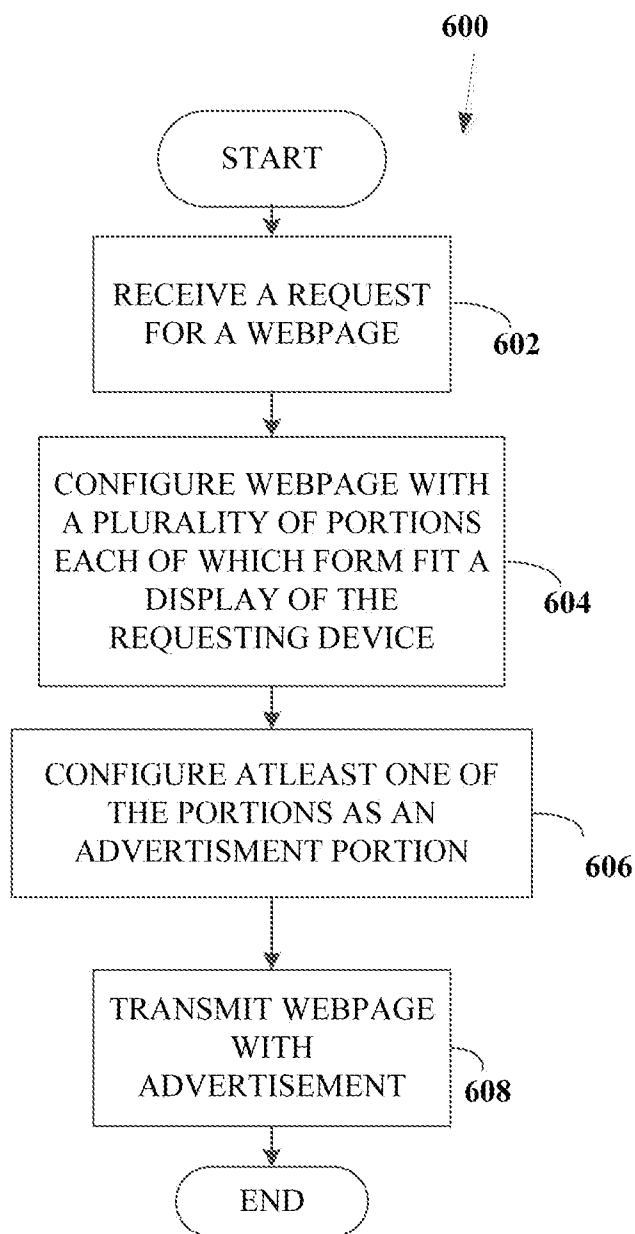 600
START
RECEIVE A REQUEST
FOR A WEBPAGE
602
CONFIGURE WEBPAGE WITH
A PLURALITY OF PORTIONS
EACH OF WHICH FORM FIT A
DISPLAY OF THE
REQUESTING DEVICE
604
CONFIGURE ATLEAST ONE OF
THE PORTIONS AS AN
ADVERTISMENT PORTION
606
TRANSMIT WEBPAGE
WITH
ADVERTISEMENT
608
END